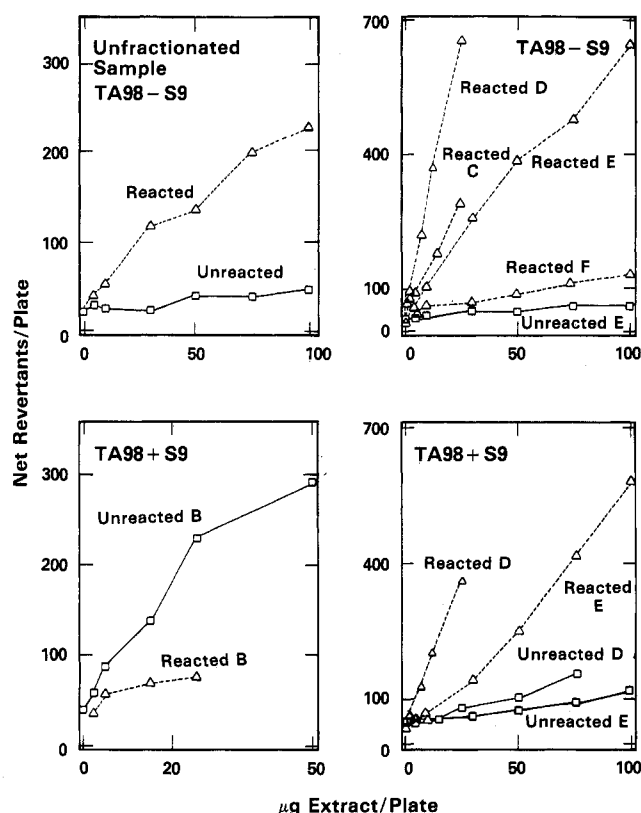 Unfractionated
Sample
TA98 – S9
300
200
100
0
Reacted
Unreacted
0
50
100
700
400
100
0
TA98 – S9
Reacted D
Reacted
C
Reacted E
Reacted F
Unreacted E
0
50
100
Net Revertants/Plate
TA98 + S9
300
200
100
0
Unreacted B
Reacted B
0
20
50
TA98 + S9
700
400
100
0
Reacted D
Reacted
E
Unreacted D
Unreacted E
0
50
100
μg Extract/Plate